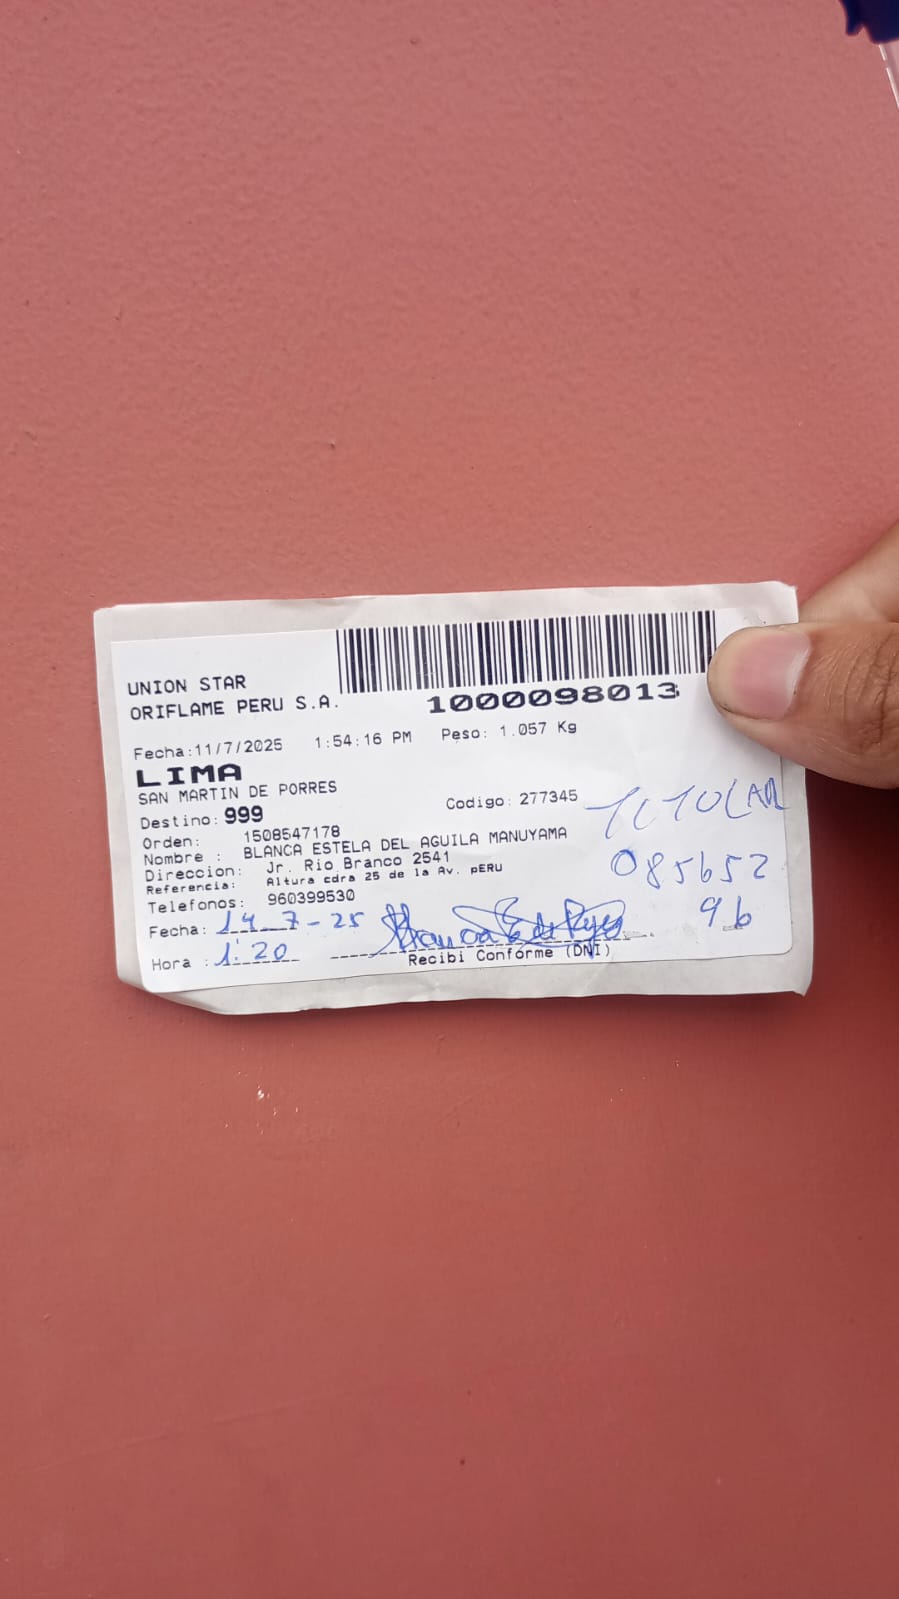 UNION STAR
ORIFLAME PERU S.A.
1000098013
Fecha:11/7/2025 1:54:16 PM Peso: 1.057 Kg
LIMA
SAN MARTIN DE PORRES
Destino: 999 Codigo: 277345
Orden: 1508547178
Nombre : BLANCA ESTELA DEL AGUILA MANUYAMA
Direccion: Jr. Rio Branco 2541
Referencia: Altura cdra 25 de la Av. pERU
Telefonos: 960399530
Fecha: 14 7-25
Hora : 1:20
Recibi Conforme (DNI)
TITULAR
085652
96